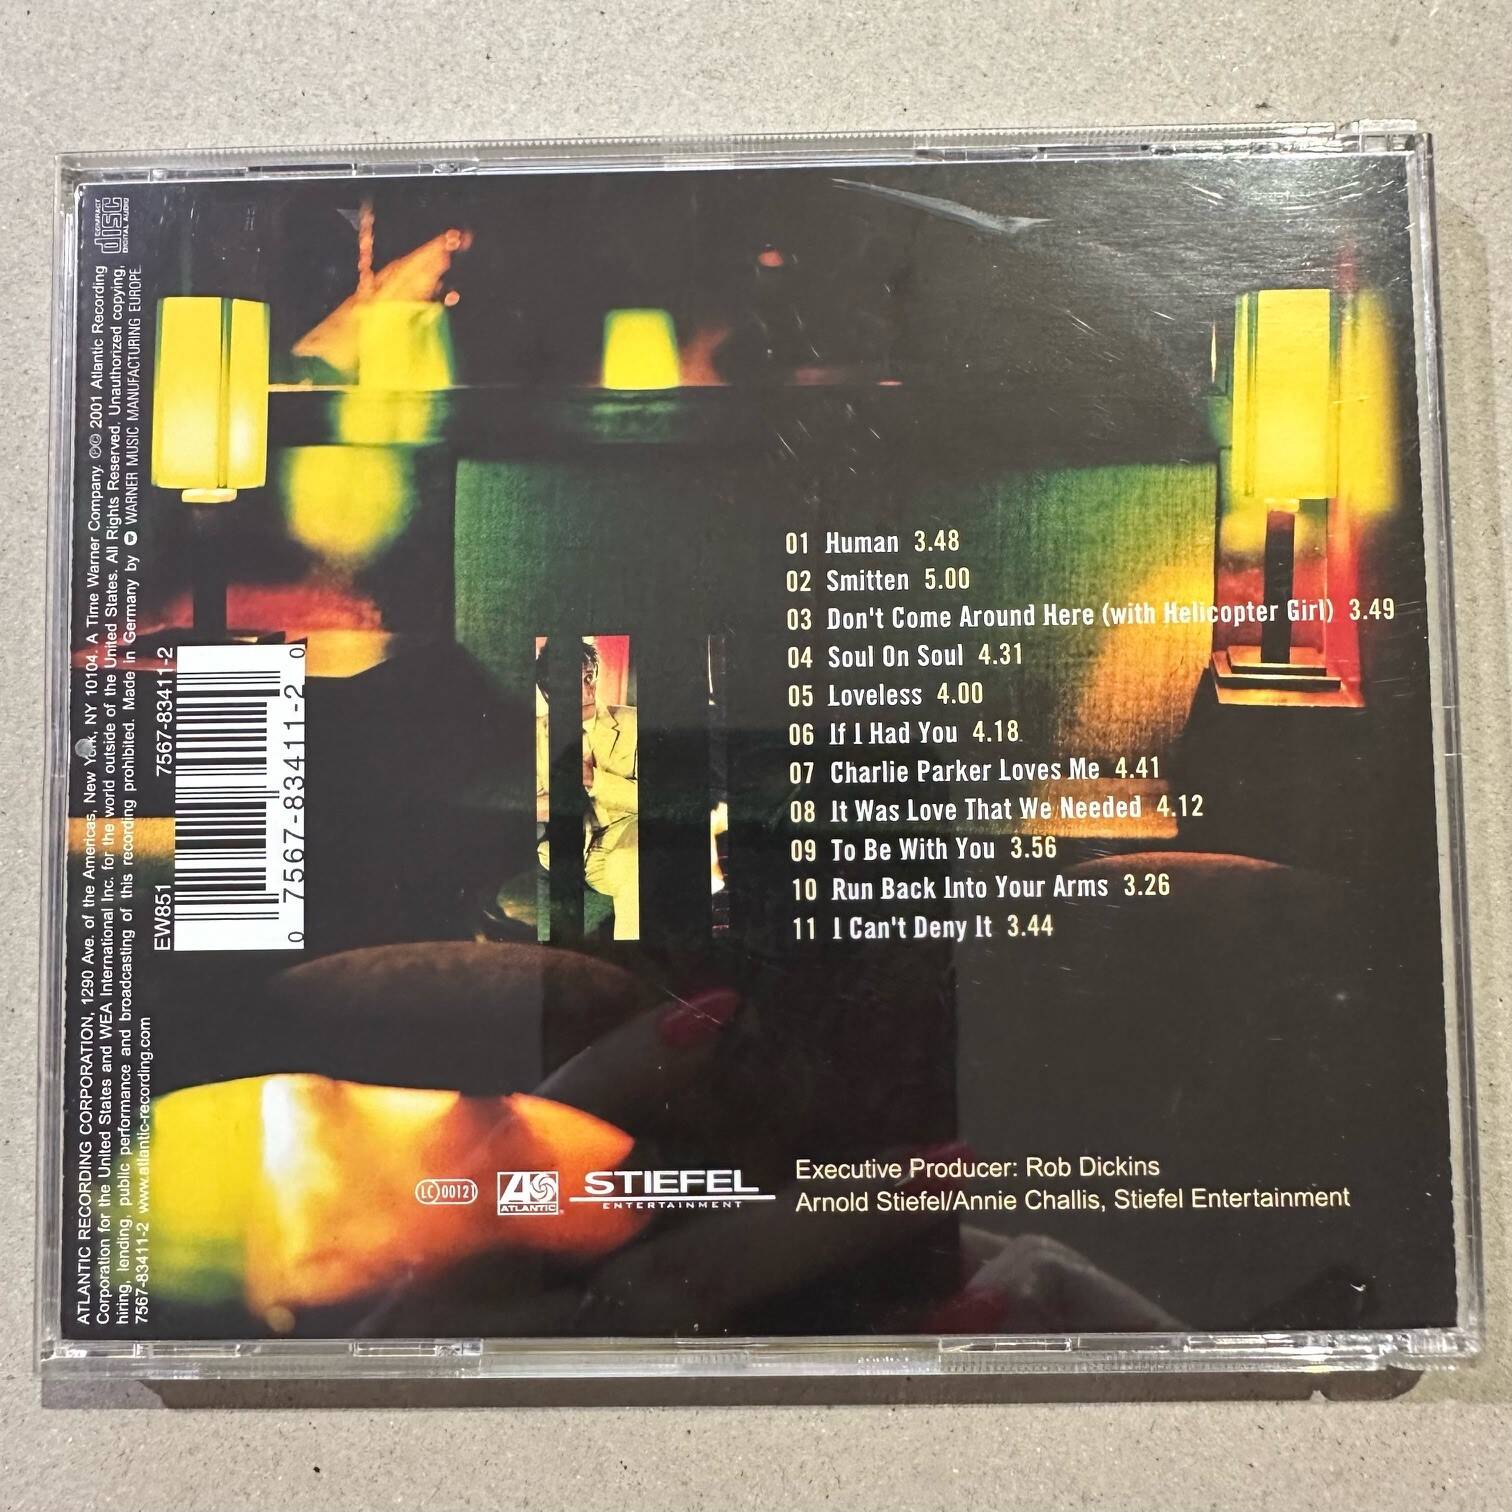 COMPACT
disc
DIGITAL AUDIO
ATLANTIC RECORDING CORPORATION, 1290 Ave. of the Americas, New York, NY 10104. A Time Warner Company. ℗© 2001 Atlantic Recording
Corporation for the United States and WEA International Inc. for the world outside of the United States. All Rights Reserved. Unauthorized copying,
hiring, lending, public performance and broadcasting of this recording prohibited. Made in Germany by WARNER MUSIC MANUFACTURING EUROPE.
7567-83411-2 www.atlantic-recording.com
EW851 7567-83411-2
0 7567-83411-2 0
01 Human 3.48
02 Smitten 5.00
03 Don't Come Around Here (with Helicopter Girl) 3.49
04 Soul On Soul 4.31
05 Loveless 4.00
06 If I Had You 4.18
07 Charlie Parker Loves Me 4.41
08 It Was Love That We Needed 4.12
09 To Be With You 3.56
10 Run Back Into Your Arms 3.26
11 I Can't Deny It 3.44
LC 00121
ATLANTIC
STIEFEL
ENTERTAINMENT
Executive Producer: Rob Dickins
Arnold Stiefel/Annie Challis, Stiefel Entertainment